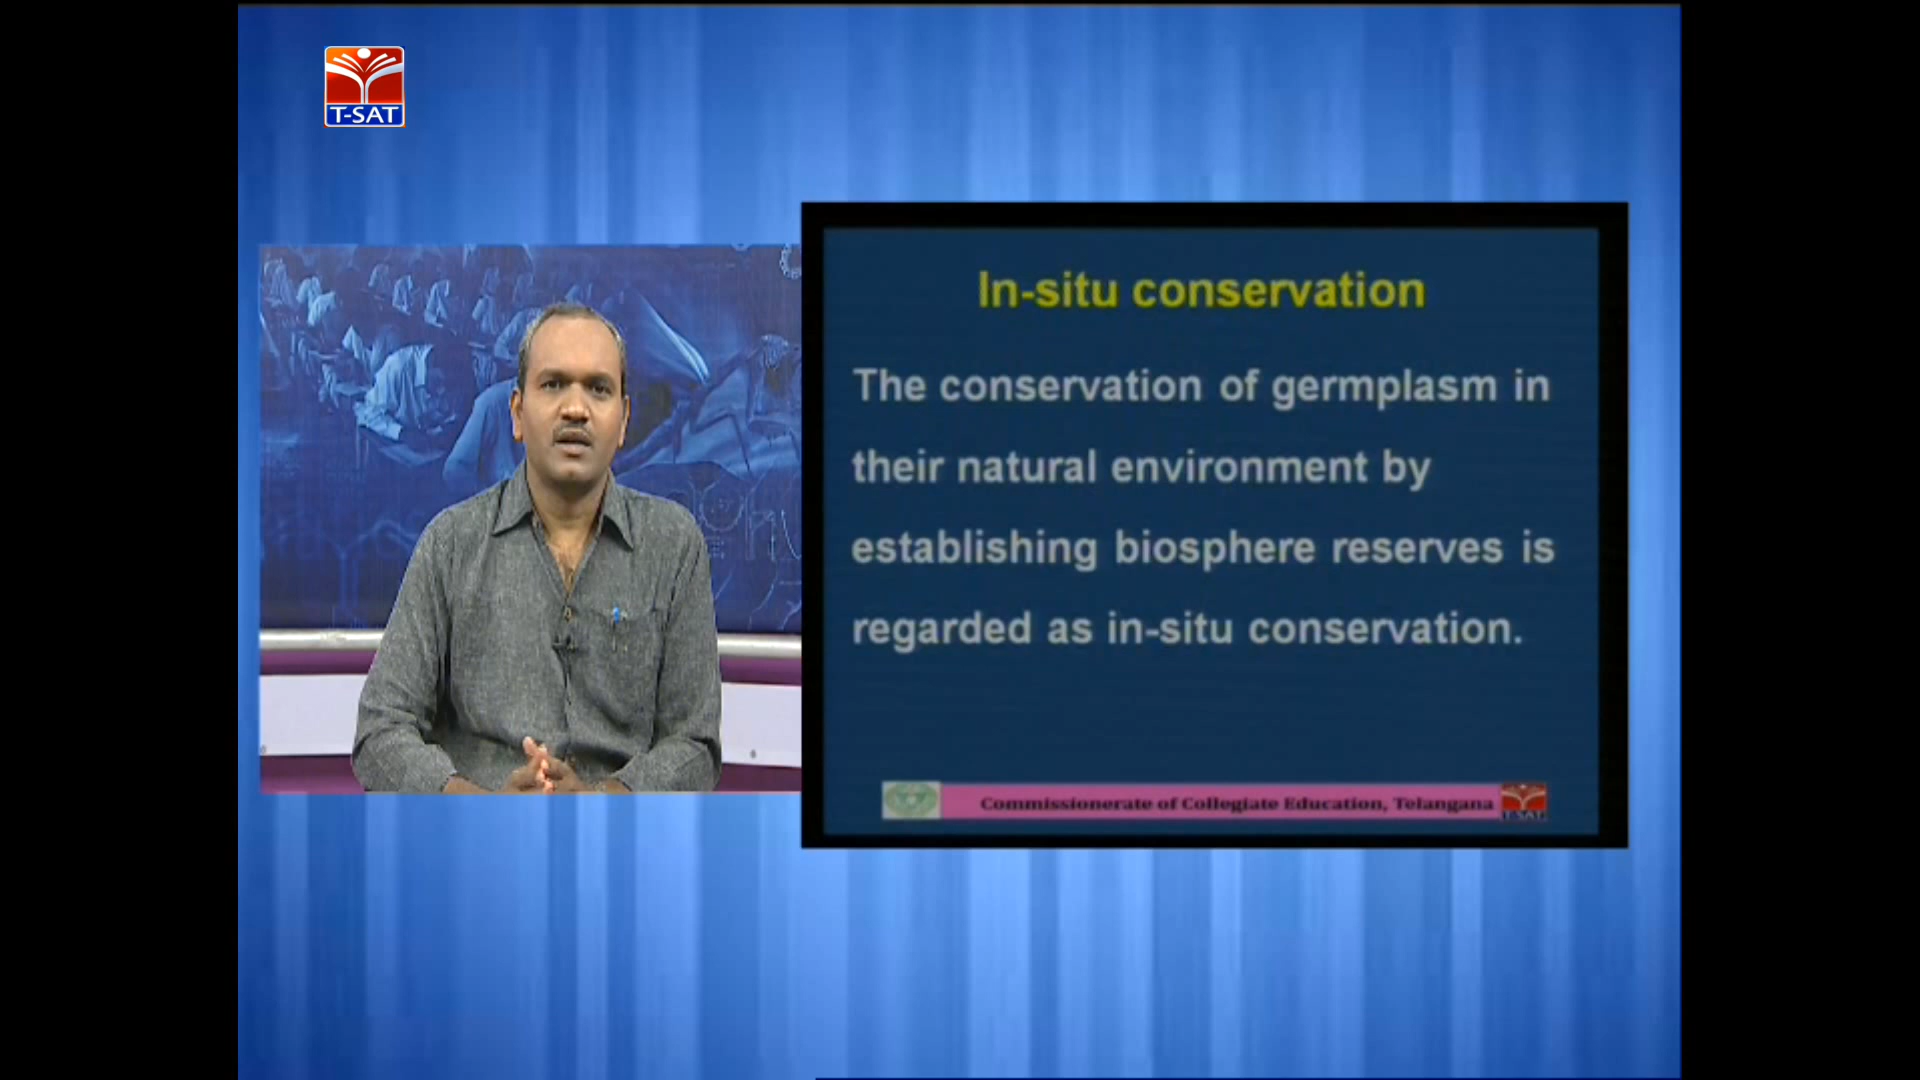 T-SAT
In-situ conservation
The conservation of germplasm in
their natural environment by
establishing biosphere reserves is
regarded as in-situ conservation.
Commissionerate of Collegiate Education, Telangana
T-SAT